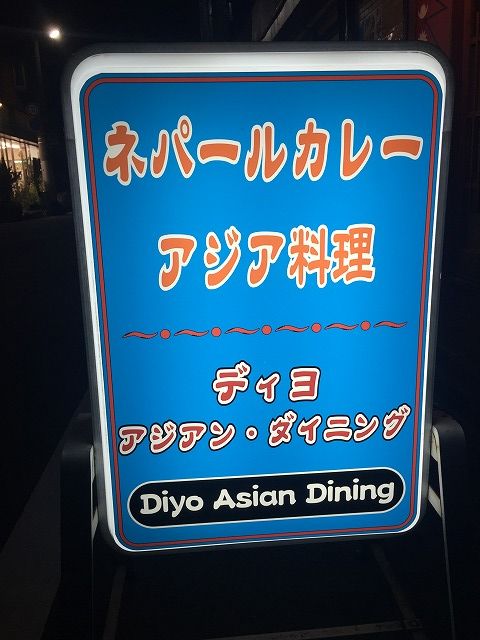 ネパールカレー
アジア料理
ディヨ
アジアン・ダイニング
Diyo Asian Dining